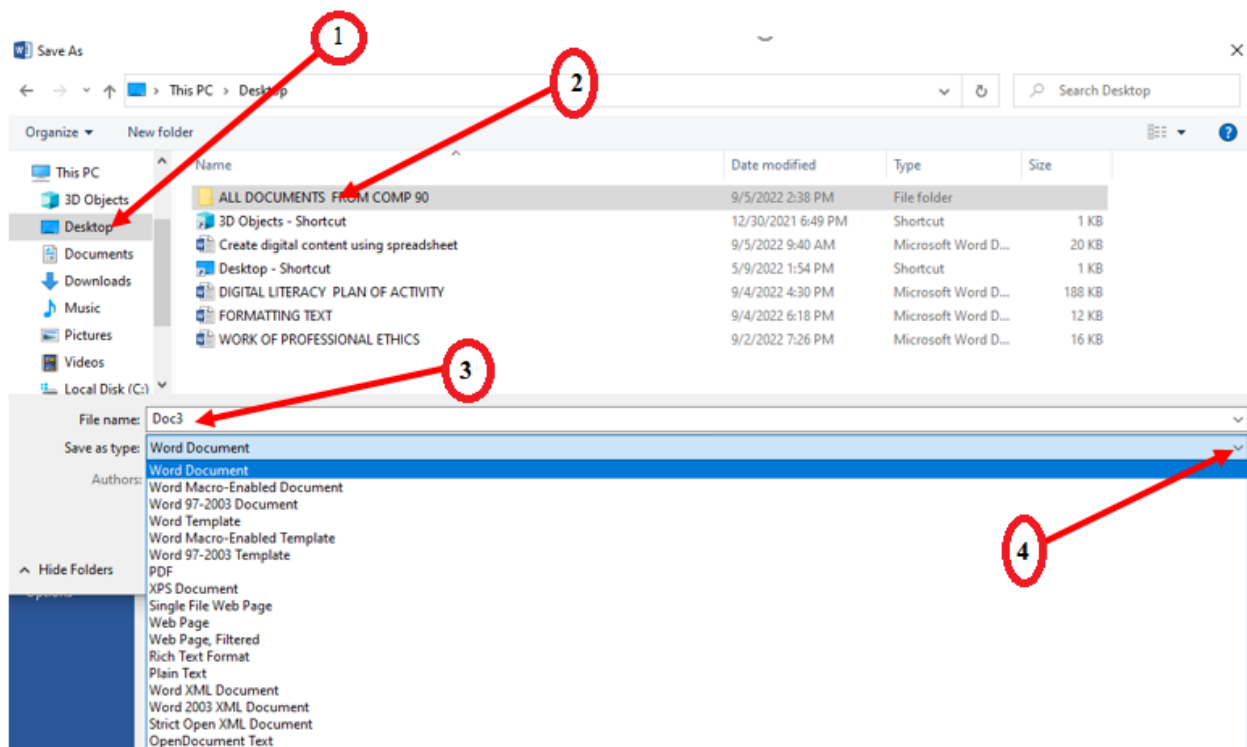 1
Save As
2
This PC > Desktop
Search Desktop
Organize New folder
This PC
3D Objects
Desktop
Documents
Downloads
Music
Pictures
Videos
Local Disk (C:)
Name Date modified Type Size
ALL DOCUMENTS FROM COMP 90 9/5/2022 2:38 PM File folder
3D Objects - Shortcut 12/30/2021 6:49 PM Shortcut 1 KB
Create digital content using spreadsheet 9/5/2022 9:40 AM Microsoft Word D... 20 KB
Desktop - Shortcut 5/9/2022 1:54 PM Shortcut 1 KB
DIGITAL LITERACY PLAN OF ACTIVITY 9/4/2022 4:30 PM Microsoft Word D... 188 KB
FORMATTING TEXT 9/4/2022 6:18 PM Microsoft Word D... 12 KB
WORK OF PROFESSIONAL ETHICS 9/2/2022 7:26 PM Microsoft Word D... 16 KB
3
File name: Doc3
Save as type: Word Document
Authors:
Word Document
Word Macro-Enabled Document
Word 97-2003 Document
Word Template
Word Macro-Enabled Template
Word 97-2003 Template
PDF
XPS Document
Single File Web Page
Web Page
Web Page, Filtered
Rich Text Format
Plain Text
Word XML Document
Word 2003 XML Document
Strict Open XML Document
OpenDocument Text
4
Hide Folders